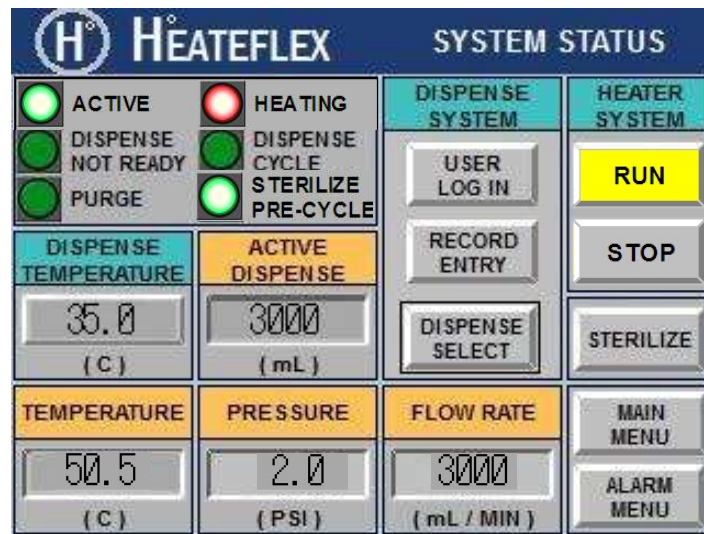 H
HEATEFLEX
SYSTEM STATUS
ACTIVE
HEATING
DISPENSE
NOT READY
DISPENSE
CYCLE
PURGE
STERILIZE
PRE-CYCLE
DISPENSE
SYSTEM
USER
LOG IN
RECORD
ENTRY
DISPENSE
SELECT
HEATER
SYSTEM
RUN
STOP
STERILIZE
DISPENSE
TEMPERATURE
35.0
(C)
ACTIVE
DISPENSE
3000
(mL)
TEMPERATURE
50.5
(C)
PRESSURE
2.0
(PSI)
FLOW RATE
3000
(mL / MIN)
MAIN
MENU
ALARM
MENU